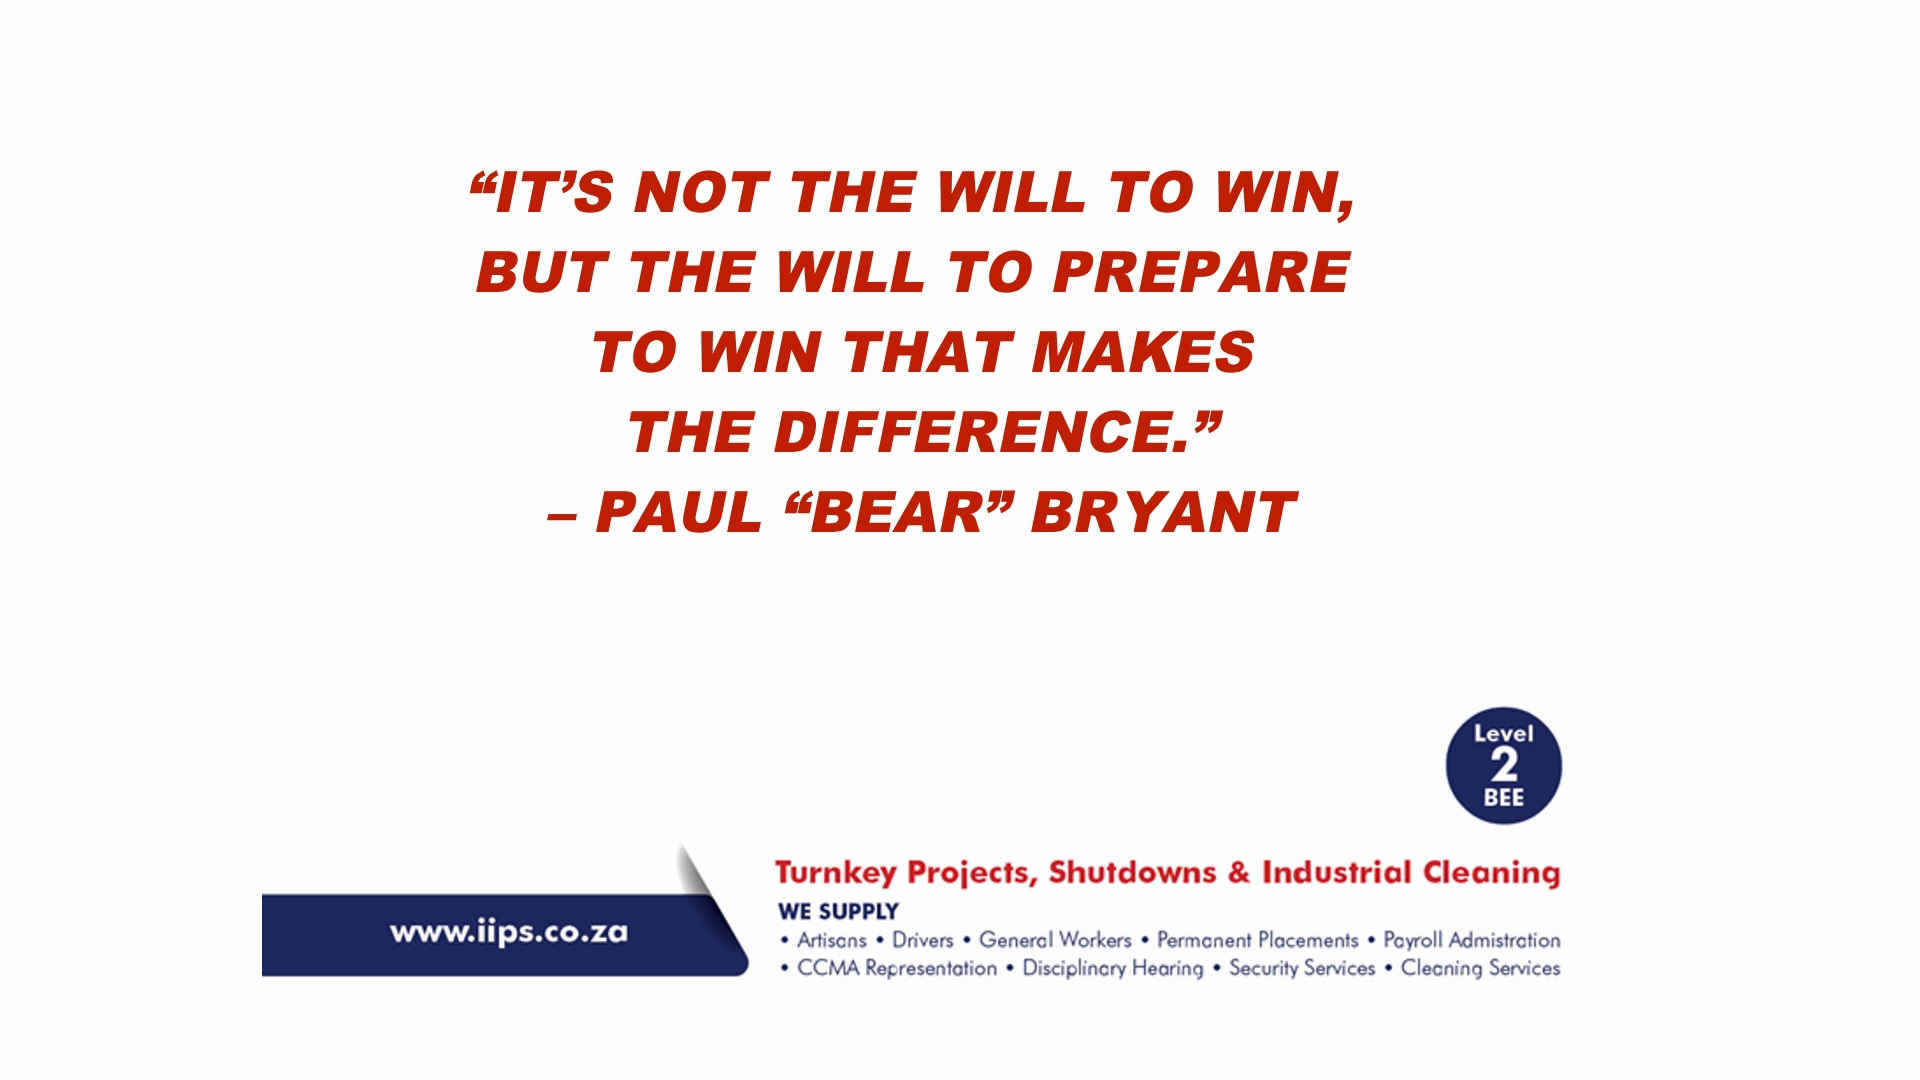 “IT’S NOT THE WILL TO WIN,
BUT THE WILL TO PREPARE
TO WIN THAT MAKES
THE DIFFERENCE.”
– PAUL “BEAR” BRYANT
Level
2
BEE
Turnkey Projects, Shutdowns & Industrial Cleaning
WE SUPPLY
• Artisans • Drivers • General Workers • Permanent Placements • Payroll Admistration
• CCMA Representation • Disciplinary Hearing • Security Services • Cleaning Services
www.iips.co.za